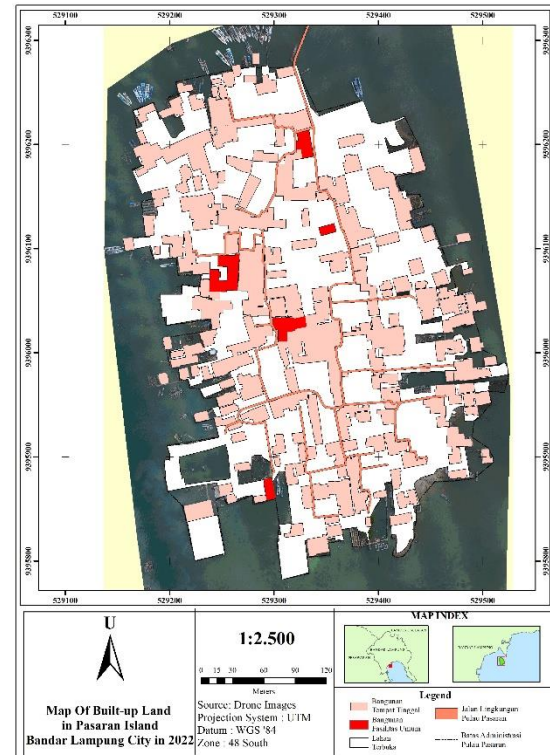 529100 529200 529300 529400 529500
9396300 9396300
9396200 9396200
9396100 9396100
9396000 9396000
9395900 9395900
9395800 9395800
529100 529200 529300 529400 529500
U
Map Of Built-up Land
in Pasaran Island
Bandar Lampung City in 2022
1:2.500
0 15 30 60 90 120
Meters
Source: Drone Images
Projection System : UTM
Datum : WGS '84
Zone : 48 South
MAP INDEX
Legend
Bangunan
Tempat Tinggal
Bangunan
Fasilitas Umum
Lahan
Terbuka
Jalan Lingkungan
Pulau Pasaran
Batas Administrasi
Pulau Pasaran